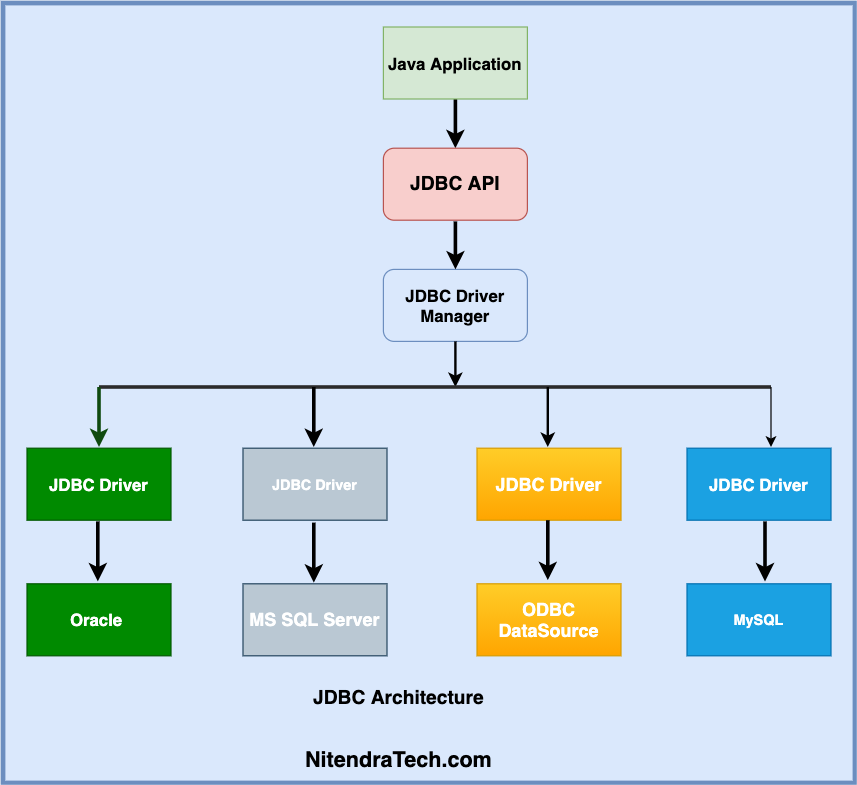 Java Application
JDBC API
JDBC Driver
Manager
JDBC Driver
JDBC Driver
JDBC Driver
JDBC Driver
Oracle
MS SQL Server
ODBC
DataSource
MySQL
JDBC Architecture
NitendraTech.com